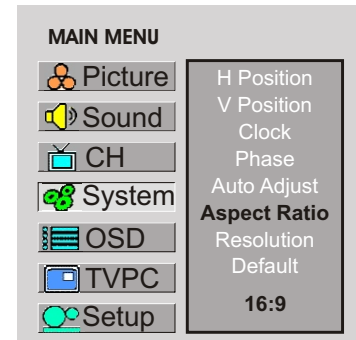 MAIN MENU
Picture
Sound
CH
System
OSD
TVPC
Setup
H Position
V Position
Clock
Phase
Auto Adjust
Aspect Ratio
Resolution
Default
16:9